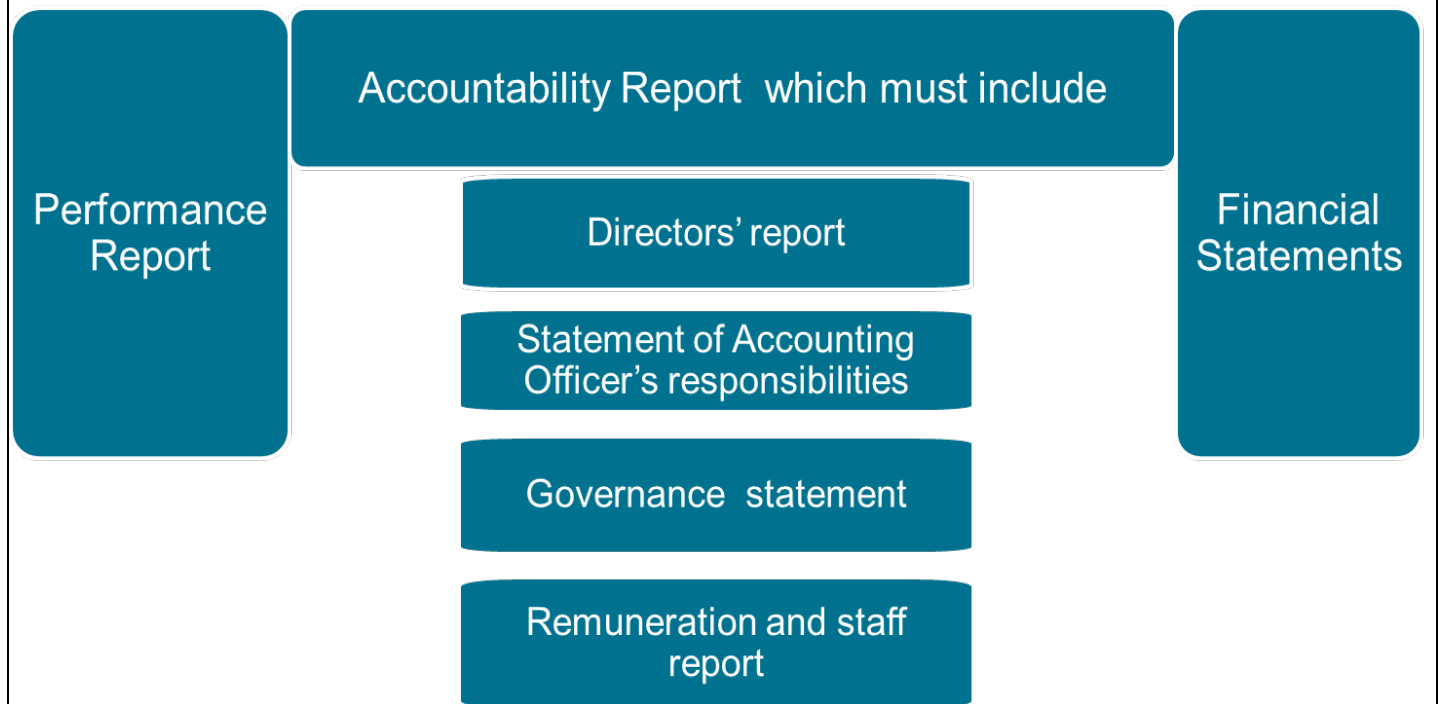 Performance
Report
Accountability Report  which must include
Directors’ report
Statement of Accounting
Officer’s responsibilities
Governance  statement
Remuneration and staff
report
Financial
Statements